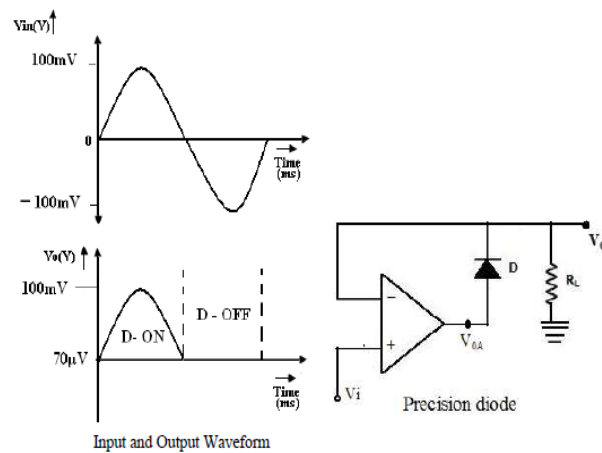 Vin(V)
100mV
0
Time
(ms)
-100mV
Vo(V)
100mV
D- ON
D - OFF
70µV
Time
(ms)
Input and Output Waveform
D
RL
V0A
Vi
Precision diode